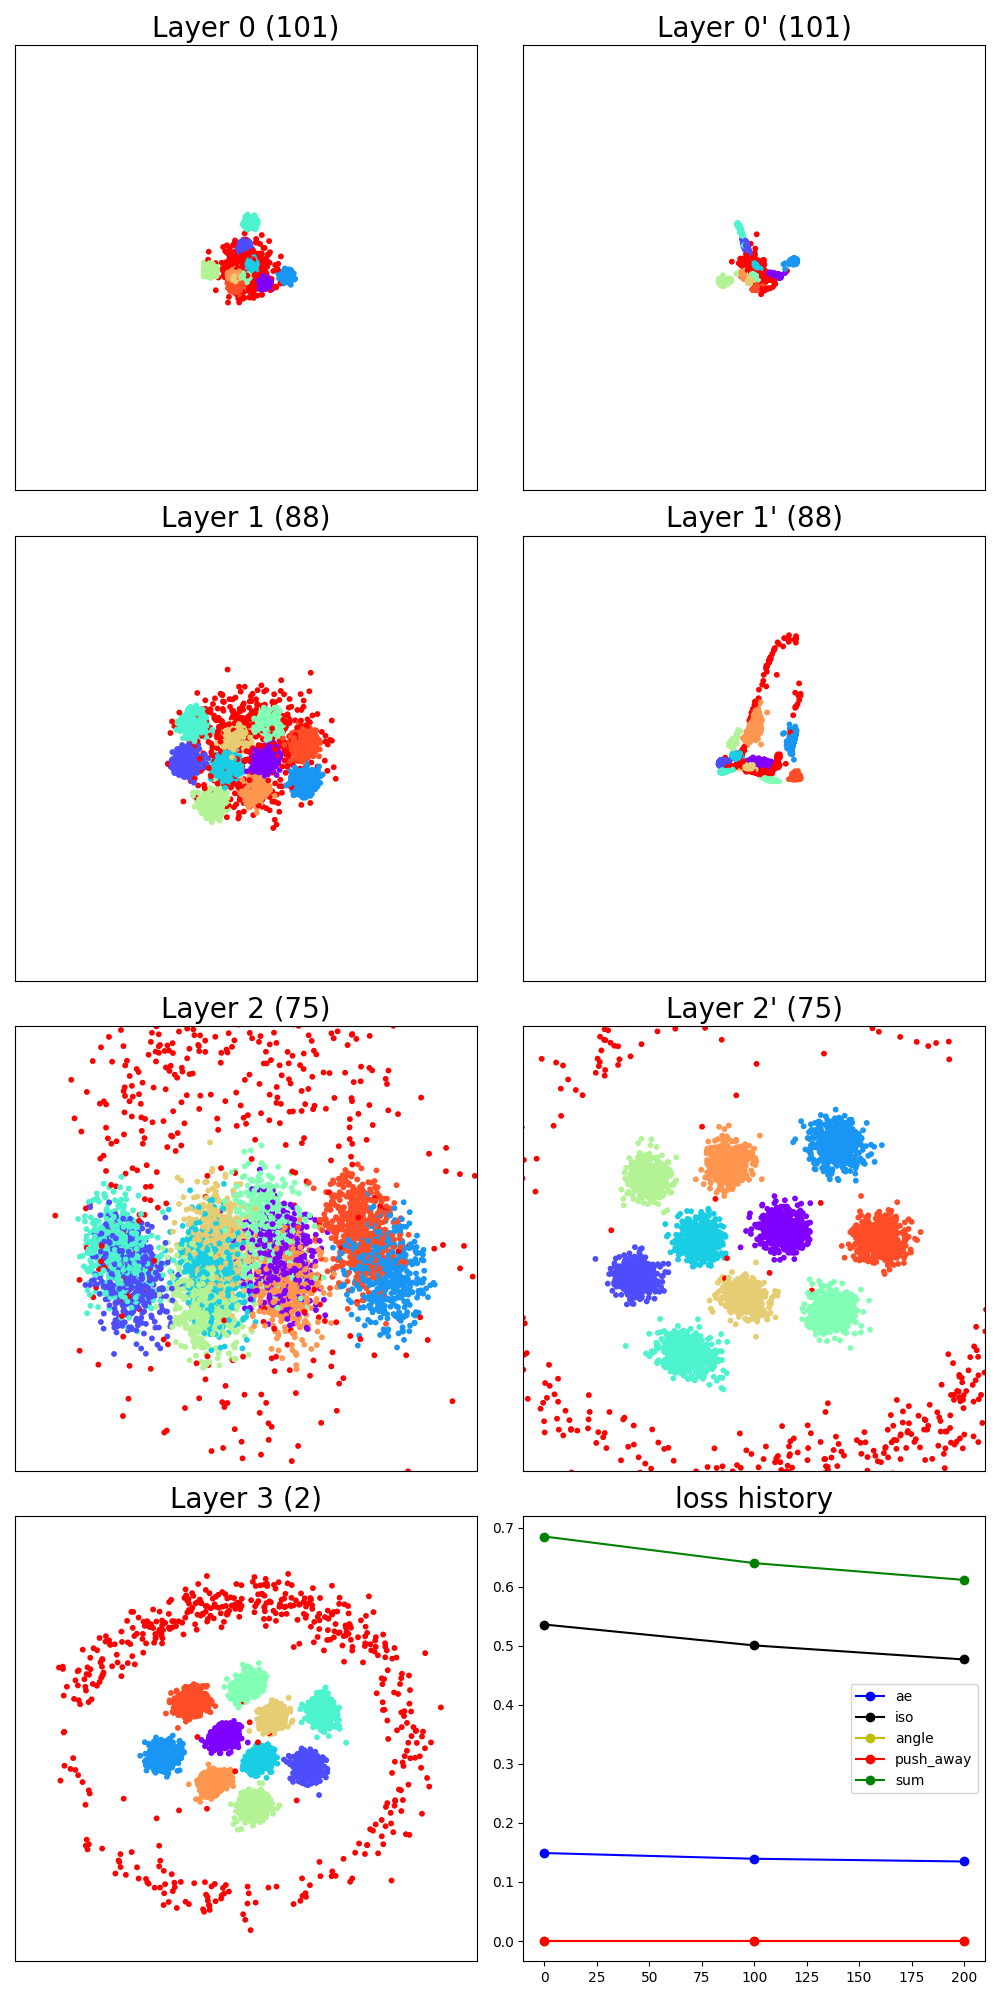 Layer 0 (101)
Layer 0' (101)
Layer 1 (88)
Layer 1' (88)
Layer 2 (75)
Layer 2' (75)
Layer 3 (2)
loss history
0.7
0.6
0.5
0.4
0.3
0.2
0.1
0.0
ae
iso
angle
push_away
sum
0 25 50 75 100 125 150 175 200